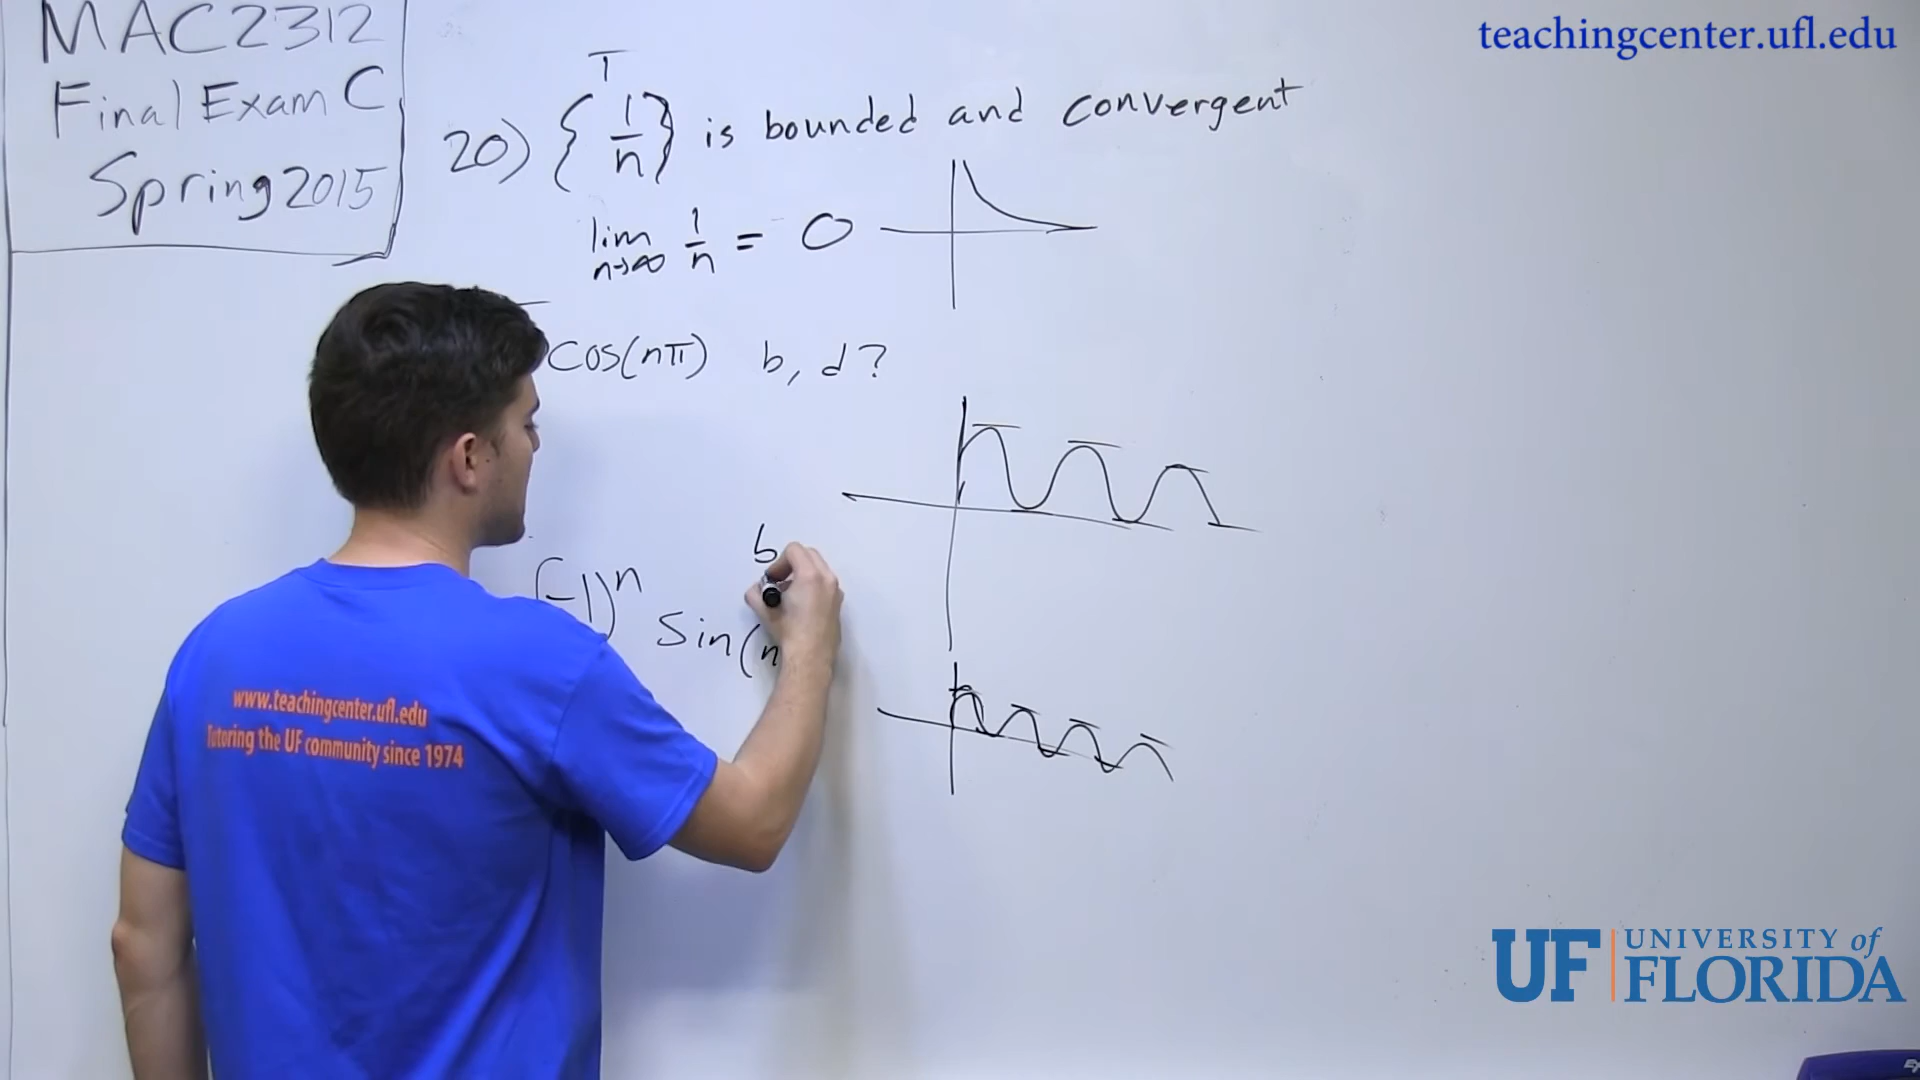 MAC2312
Final Exam C
Spring 2015
teachingcenter.ufl.edu
T
20) { 1/n } is bounded and convergent
lim n→∞ 1/n = 0
cos(nπ) b, d?
b
(-1)^n sin(n
www.teachingcenter.ufl.edu
Tutoring the UF community since 1974
UF UNIVERSITY of
FLORIDA